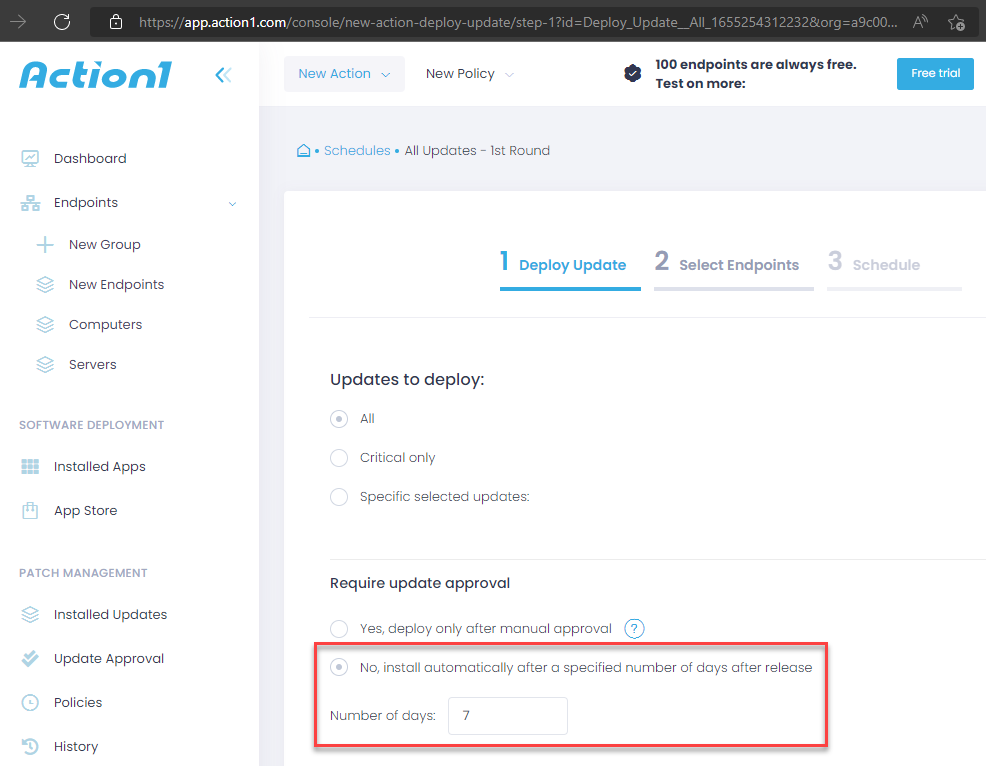 https://app.action1.com/console/new-action-deploy-update/step-1?id=Deploy_Update__All_1655254312232&org=a9c00...
Action1
New Action
New Policy
100 endpoints are always free.
Test on more:
Free trial
Dashboard
Endpoints
New Group
New Endpoints
Computers
Servers
SOFTWARE DEPLOYMENT
Installed Apps
App Store
PATCH MANAGEMENT
Installed Updates
Update Approval
Policies
History
• Schedules • All Updates - 1st Round
1 Deploy Update
2 Select Endpoints
3 Schedule
Updates to deploy:
All
Critical only
Specific selected updates:
Require update approval
Yes, deploy only after manual approval ?
No, install automatically after a specified number of days after release
Number of days: 7